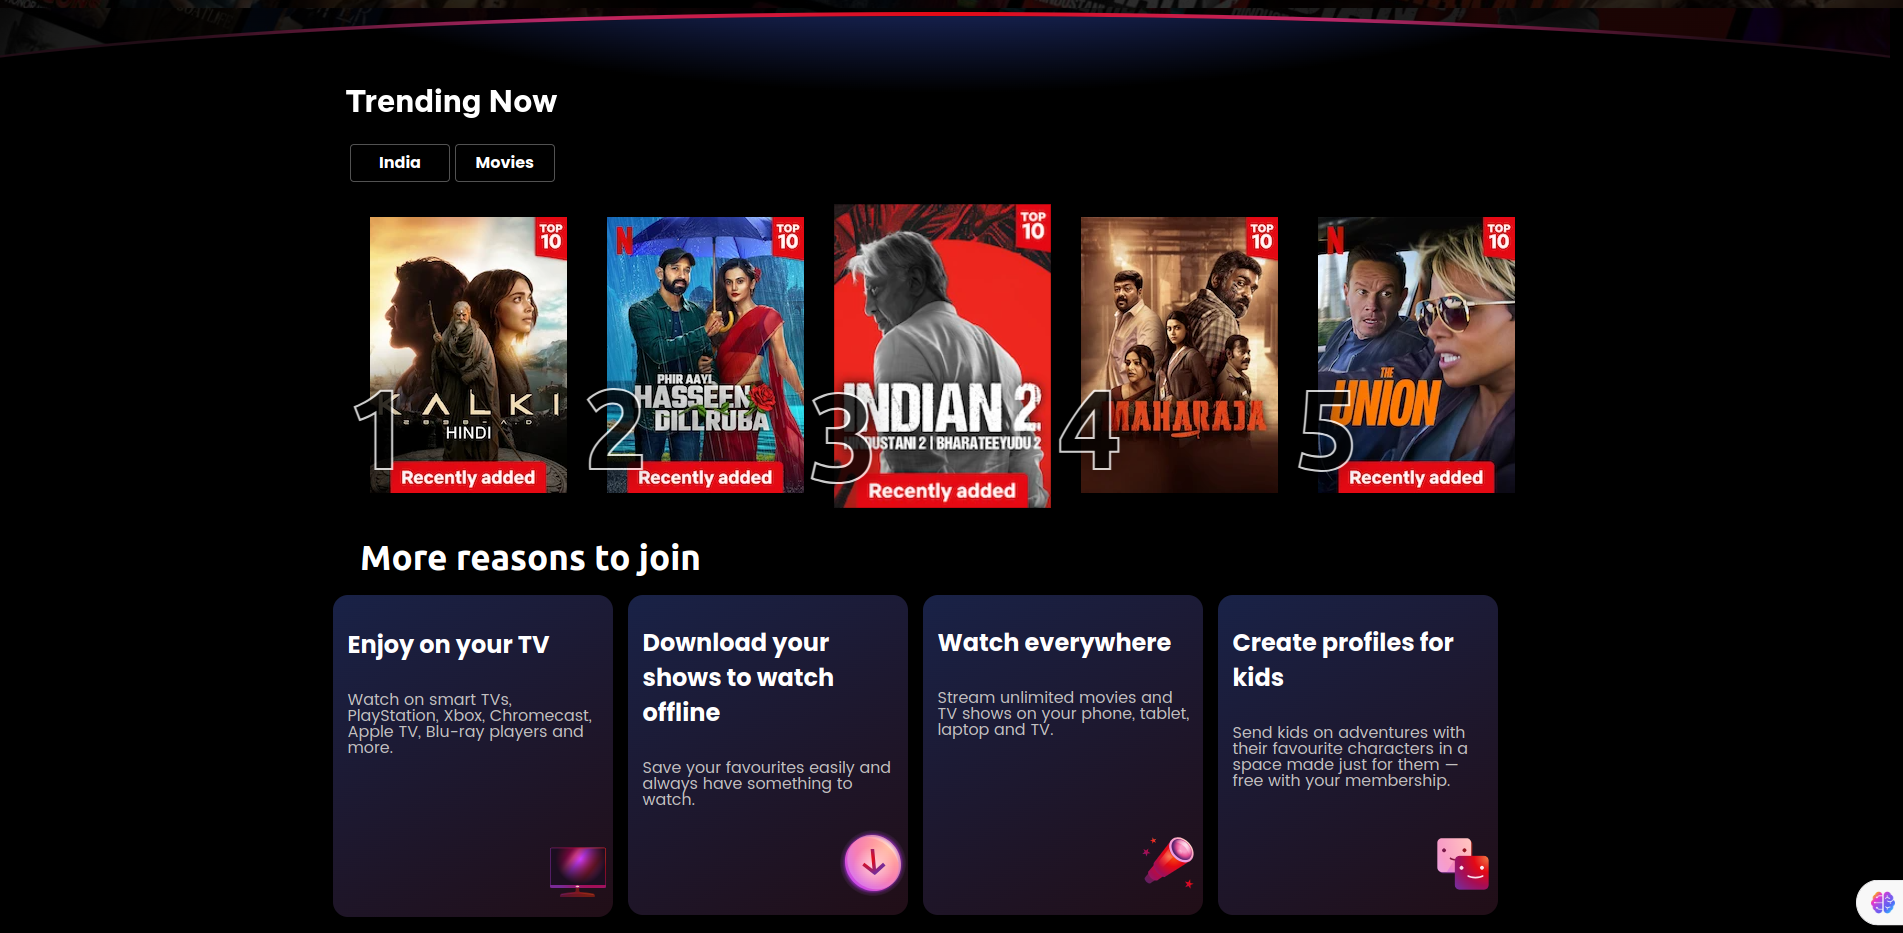 Trending Now
India
Movies
TOP
10
KALKI
2898-A.D
HINDI
1
Recently added
N
TOP
10
PHIR AAYI
HASSEEN
DILLRUBA
2
Recently added
TOP
10
INDIAN 2
USTANI 2 | BHARATEEYUDU 2
3
Recently added
TOP
10
MAHARAJA
4
N
TOP
10
THE
UNION
5
Recently added
More reasons to join
Enjoy on your TV
Watch on smart TVs,
PlayStation, Xbox, Chromecast,
Apple TV, Blu-ray players and
more.
Download your
shows to watch
offline
Save your favourites easily and
always have something to
watch.
Watch everywhere
Stream unlimited movies and
TV shows on your phone, tablet,
laptop and TV.
Create profiles for
kids
Send kids on adventures with
their favourite characters in a
space made just for them —
free with your membership.